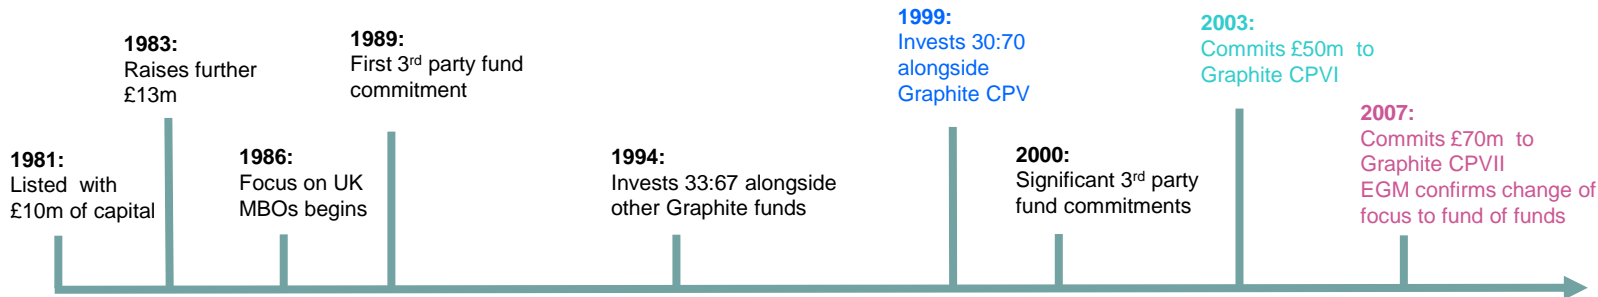 1981:
Listed with
£10m of capital
1983:
Raises further
£13m
1986:
Focus on UK
MBOs begins
1989:
First 3rd party fund
commitment
1994:
Invests 33:67 alongside
other Graphite funds
1999:
Invests 30:70
alongside
Graphite CPV
2000:
Significant 3rd party
fund commitments
2003:
Commits £50m to
Graphite CPVI
2007:
Commits £70m to
Graphite CPVII
EGM confirms change of
focus to fund of funds